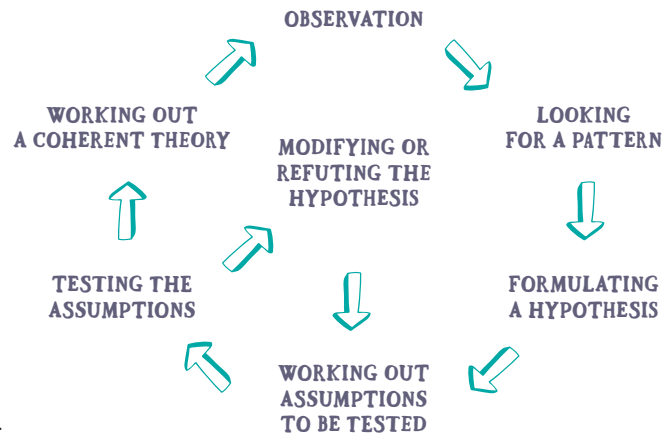 OBSERVATION
LOOKING
FOR A PATTERN
FORMULATING
A HYPOTHESIS
WORKING OUT
ASSUMPTIONS
TO BE TESTED
TESTING THE
ASSUMPTIONS
MODIFYING OR
REFUTING THE
HYPOTHESIS
WORKING OUT
A COHERENT THEORY